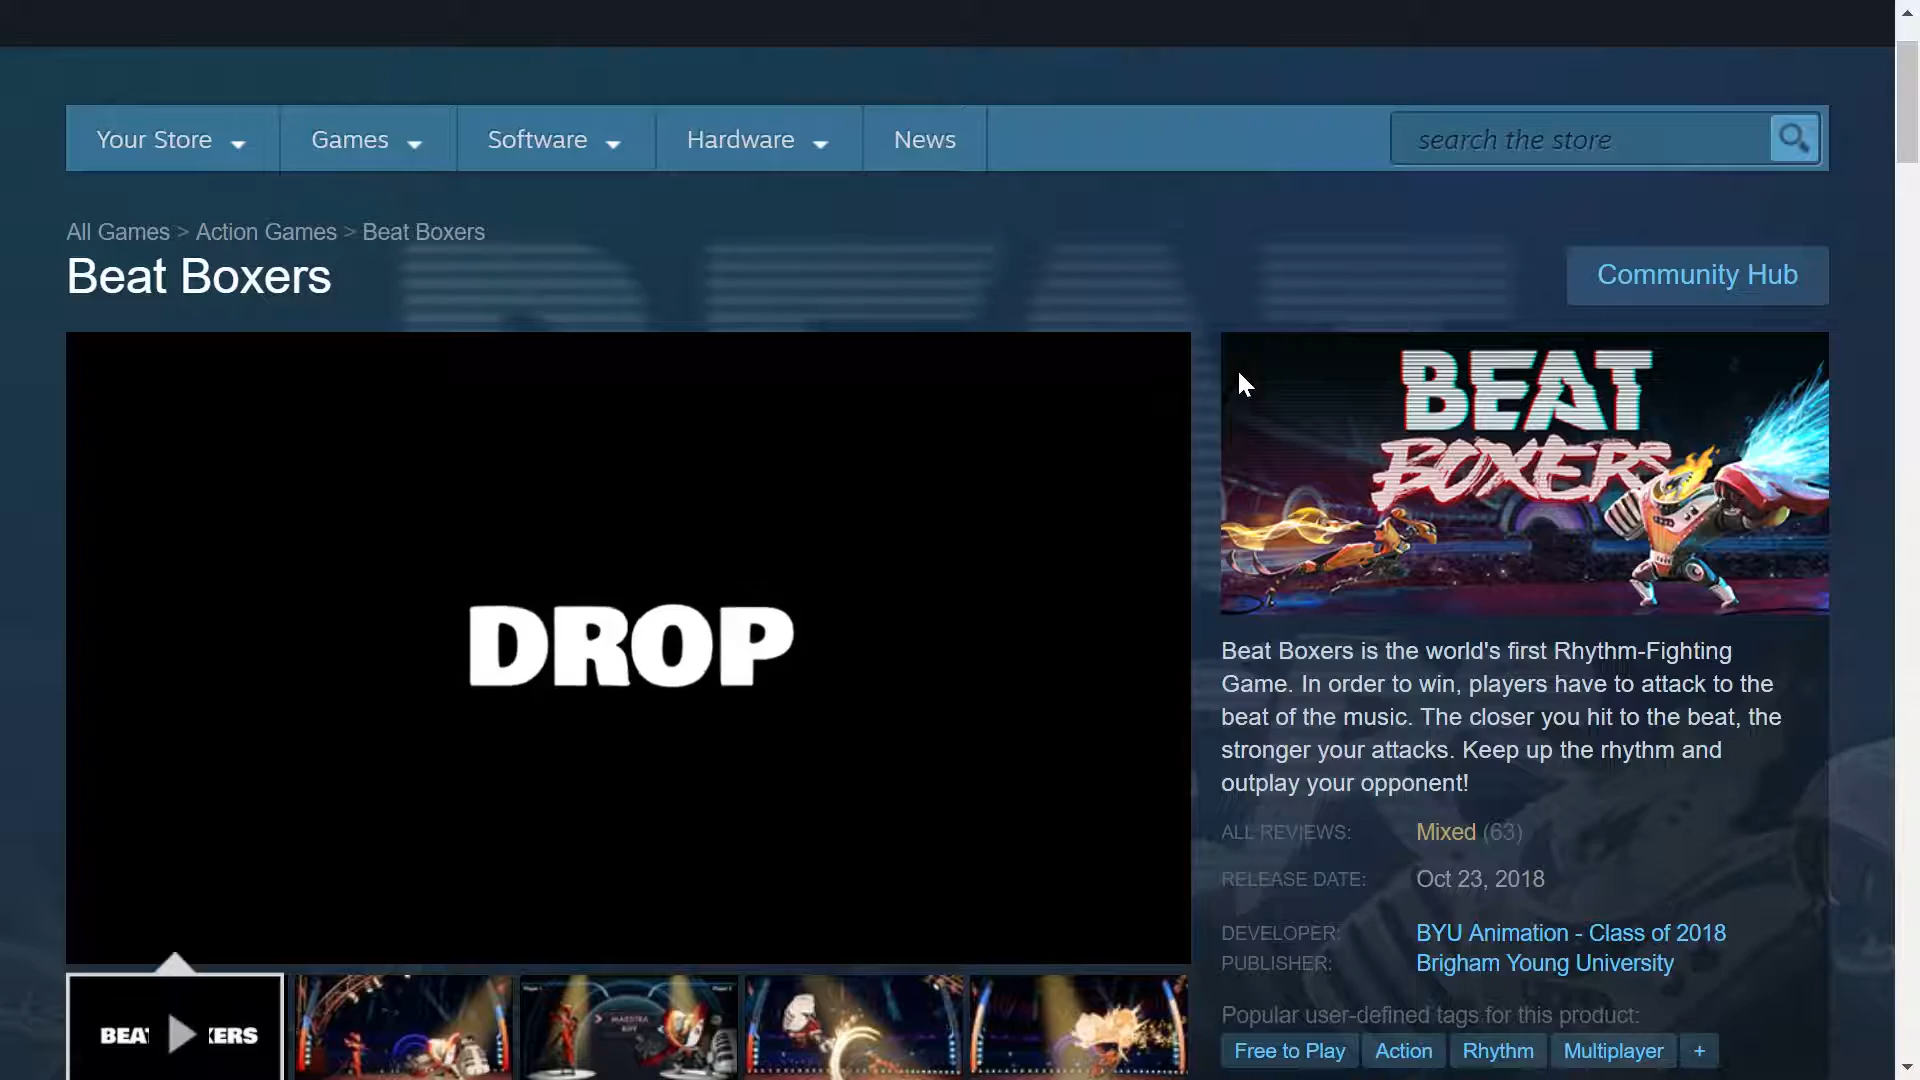 Your Store
Games
Software
Hardware
News
search the store
All Games > Action Games > Beat Boxers
Beat Boxers
Community Hub
DROP
BEAT
BOXERS
Beat Boxers is the world's first Rhythm-Fighting
Game. In order to win, players have to attack to the
beat of the music. The closer you hit to the beat, the
stronger your attacks. Keep up the rhythm and
outplay your opponent!
ALL REVIEWS: Mixed (63)
RELEASE DATE: Oct 23, 2018
DEVELOPER: BYU Animation - Class of 2018
PUBLISHER: Brigham Young University
Popular user-defined tags for this product:
Free to Play Action Rhythm Multiplayer +